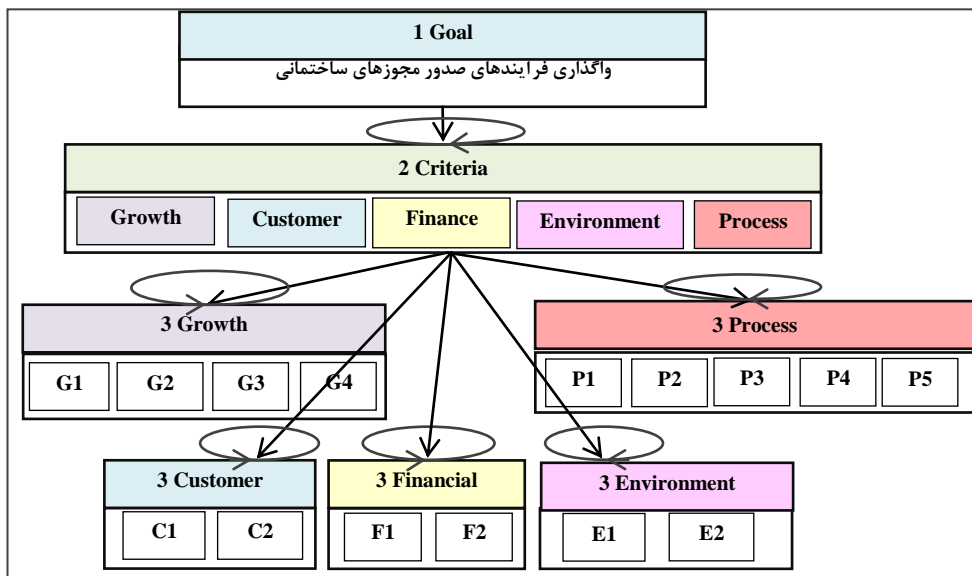 1 Goal
واگذاری فرآیندهای صدور مجوزهای ساختمانی
2 Criteria
Growth Customer Finance Environment Process
3 Growth 3 Process
G1 G2 G3 G4 P1 P2 P3 P4 P5
3 Customer 3 Financial 3 Environment
C1 C2 F1 F2 E1 E2